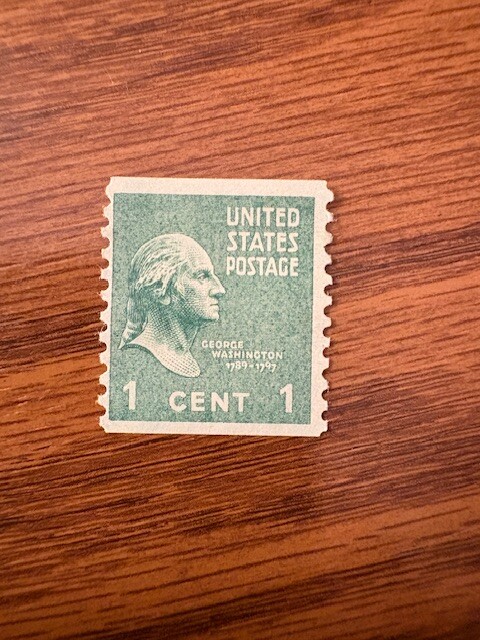 UNITED
STATES
POSTAGE
GEORGE
WASHINGTON
1789-1797
1 CENT 1